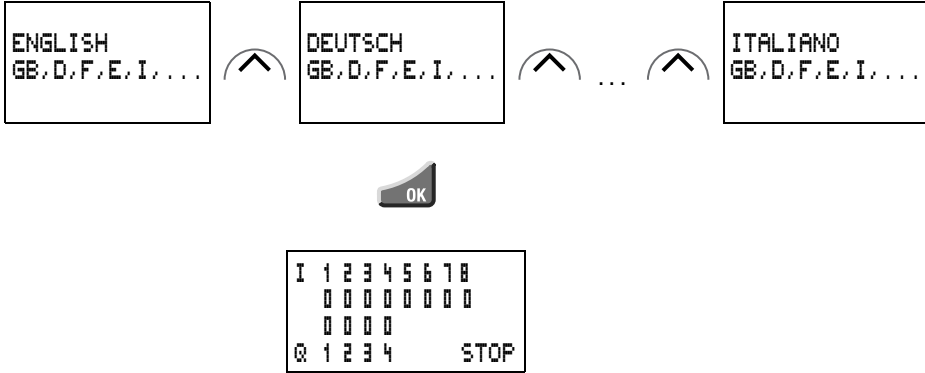 ENGLISH
GB,D,F,E,I,...
DEUTSCH
GB,D,F,E,I,...
...
ITALIANO
GB,D,F,E,I,...
OK
I 1 2 3 4 5 6 7 8
0 0 0 0 0 0 0 0
0 0 0 0
Q 1 2 3 4 STOP